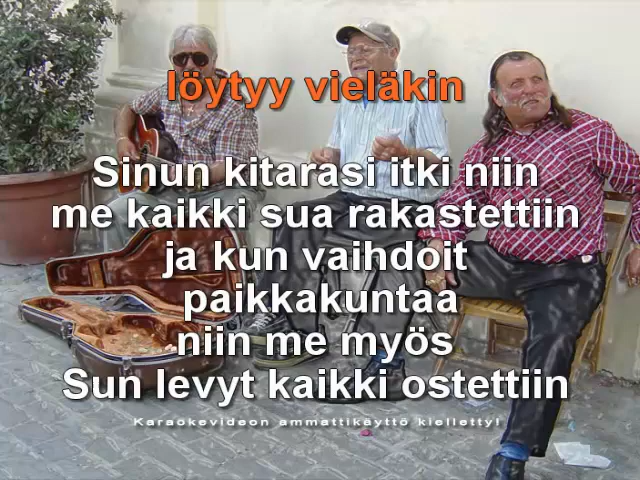 löytyy vieläkin
Sinun kitarasi itki niin
me kaikki sua rakastettiin
ja kun vaihdoit
paikkakuntaa
niin me myös
Sun levyt kaikki ostettiin
Karaokevideon ammattikäyttö kielletty!